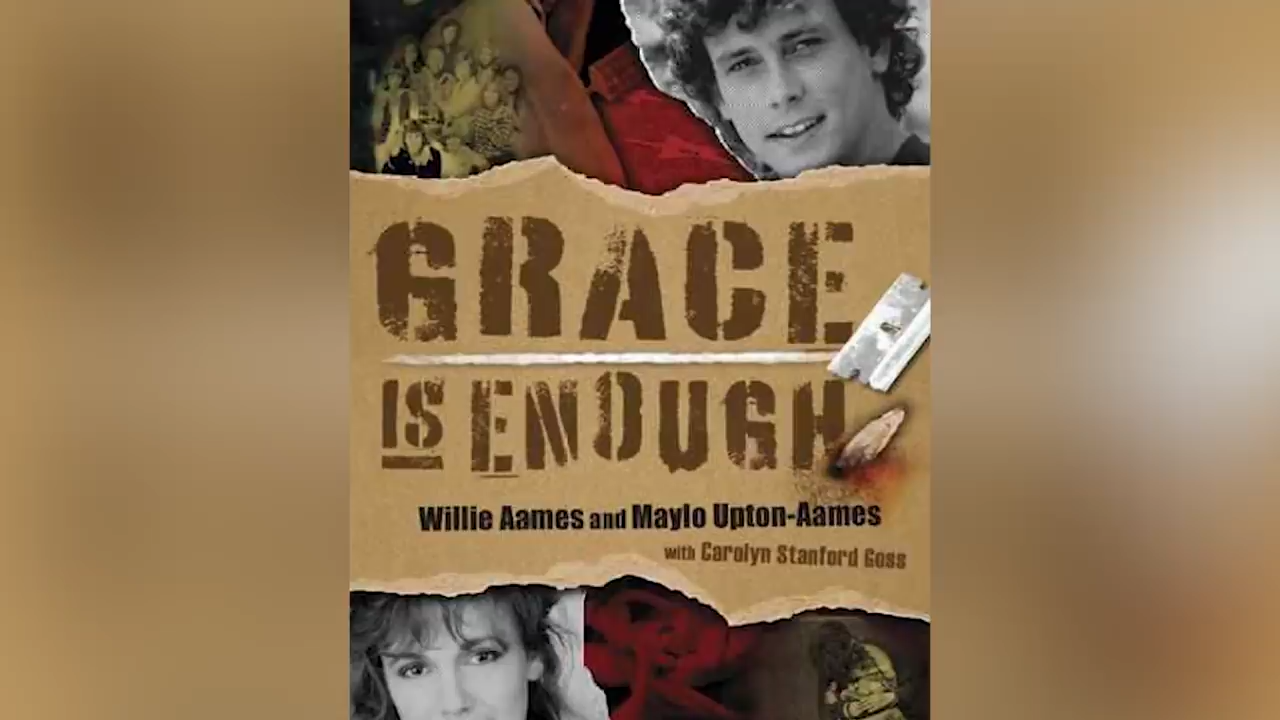 GRACE
IS ENOUGH
Willie Aames and Maylo Upton-Aames
with Carolyn Stanford Goss